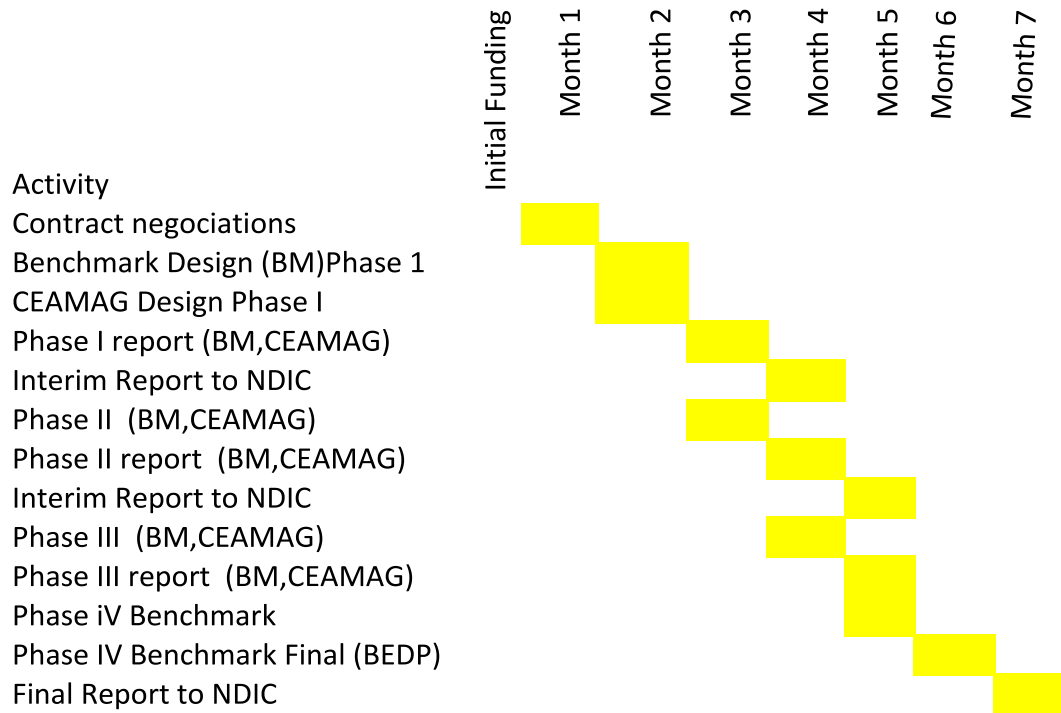 Initial Funding
Month 1
Month 2
Month 3
Month 4
Month 5
Month 6
Month 7
Activity
Contract negociations
Benchmark Design (BM)Phase 1
CEAMAG Design Phase I
Phase I report (BM,CEAMAG)
Interim Report to NDIC
Phase II  (BM,CEAMAG)
Phase II report  (BM,CEAMAG)
Interim Report to NDIC
Phase III  (BM,CEAMAG)
Phase III report  (BM,CEAMAG)
Phase iV Benchmark
Phase IV Benchmark Final (BEDP)
Final Report to NDIC